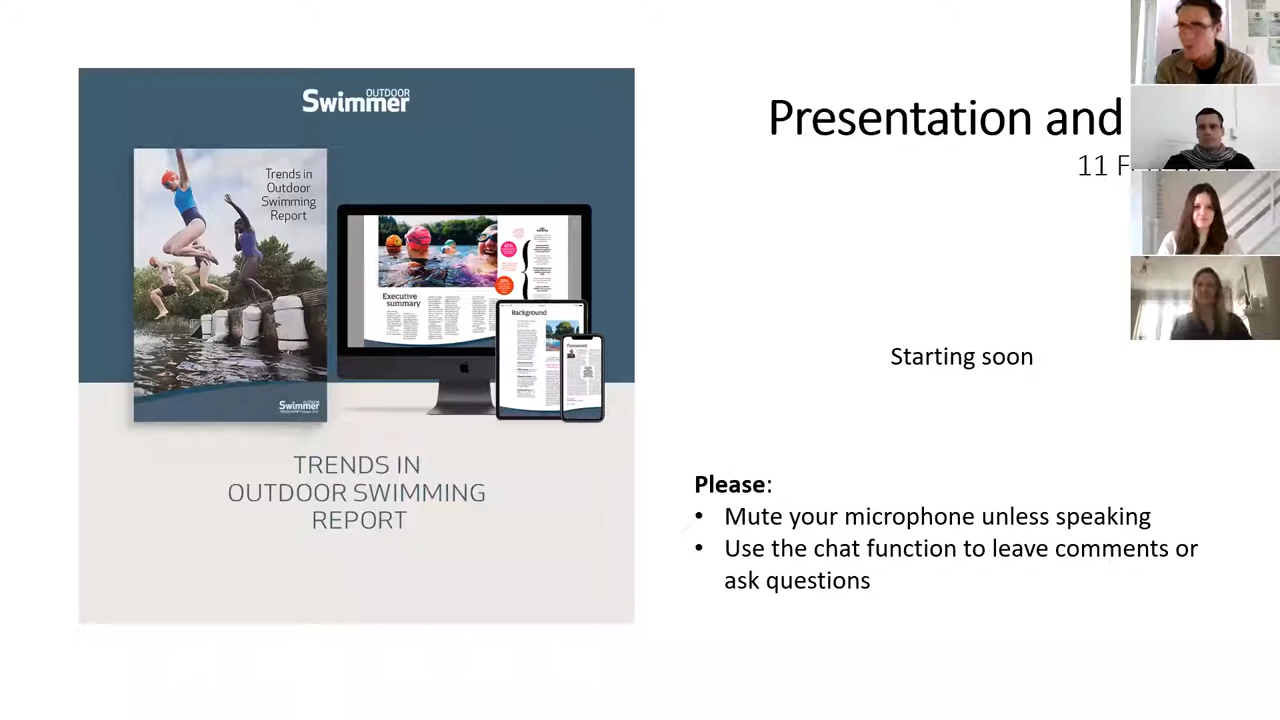 OUTDOOR
Swimmer
Trends in
Outdoor
Swimming
Report
Executive
summary
Background
Foreword
OUTDOOR
Swimmer
TRENDS IN
OUTDOOR SWIMMING
REPORT
Presentation and
11 F
Starting soon
Please:
• Mute your microphone unless speaking
• Use the chat function to leave comments or
ask questions